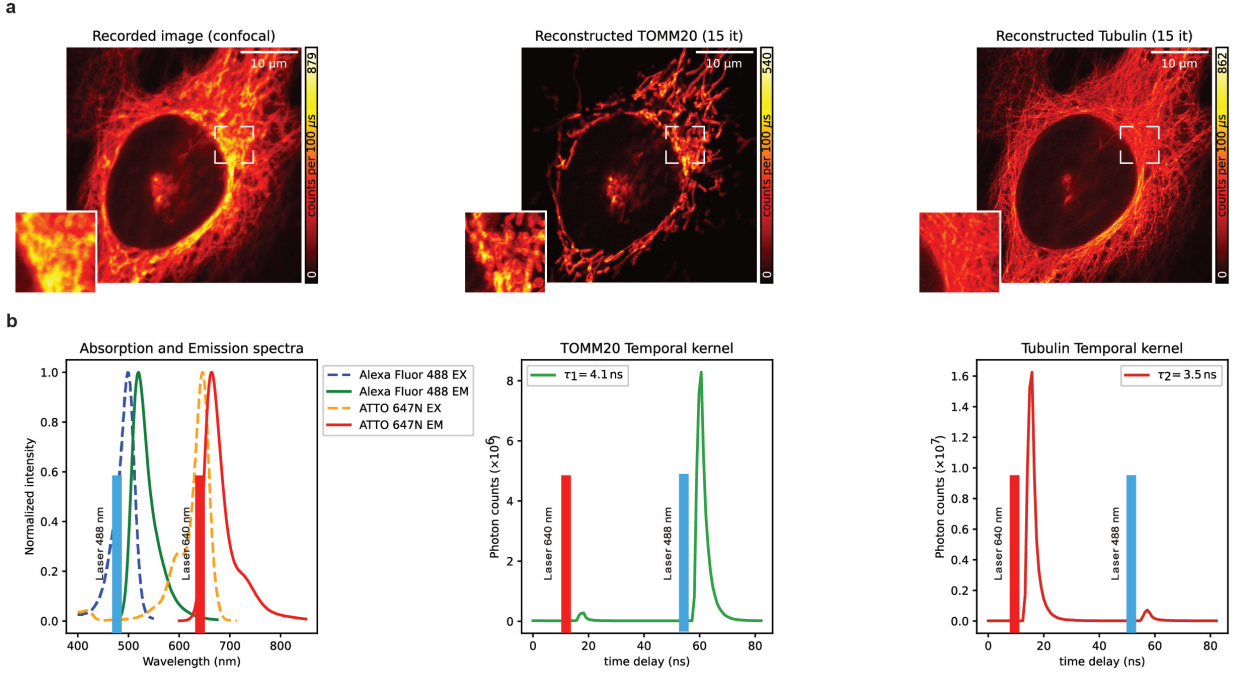 a
Recorded image (confocal)
10 μm
879
counts per 100 μs
0
Reconstructed TOMM20 (15 it)
10 μm
540
counts per 100 μs
0
Reconstructed Tubulin (15 it)
10 μm
862
counts per 100 μs
0
b
Absorption and Emission spectra
Normalized intensity
1.0
0.8
0.6
0.4
0.2
0.0
Laser 488 nm
Laser 640 nm
400
500
600
700
800
Wavelength (nm)
Alexa Fluor 488 EX
Alexa Fluor 488 EM
ATTO 647N EX
ATTO 647N EM
TOMM20 Temporal kernel
τ1 = 4.1 ns
Photon counts (×10⁶)
8
6
4
2
0
Laser 640 nm
Laser 488 nm
0
20
40
60
80
time delay (ns)
Tubulin Temporal kernel
τ2 = 3.5 ns
Photon counts (×10⁷)
1.6
1.4
1.2
1.0
0.8
0.6
0.4
0.2
0.0
Laser 640 nm
Laser 488 nm
0
20
40
60
80
time delay (ns)